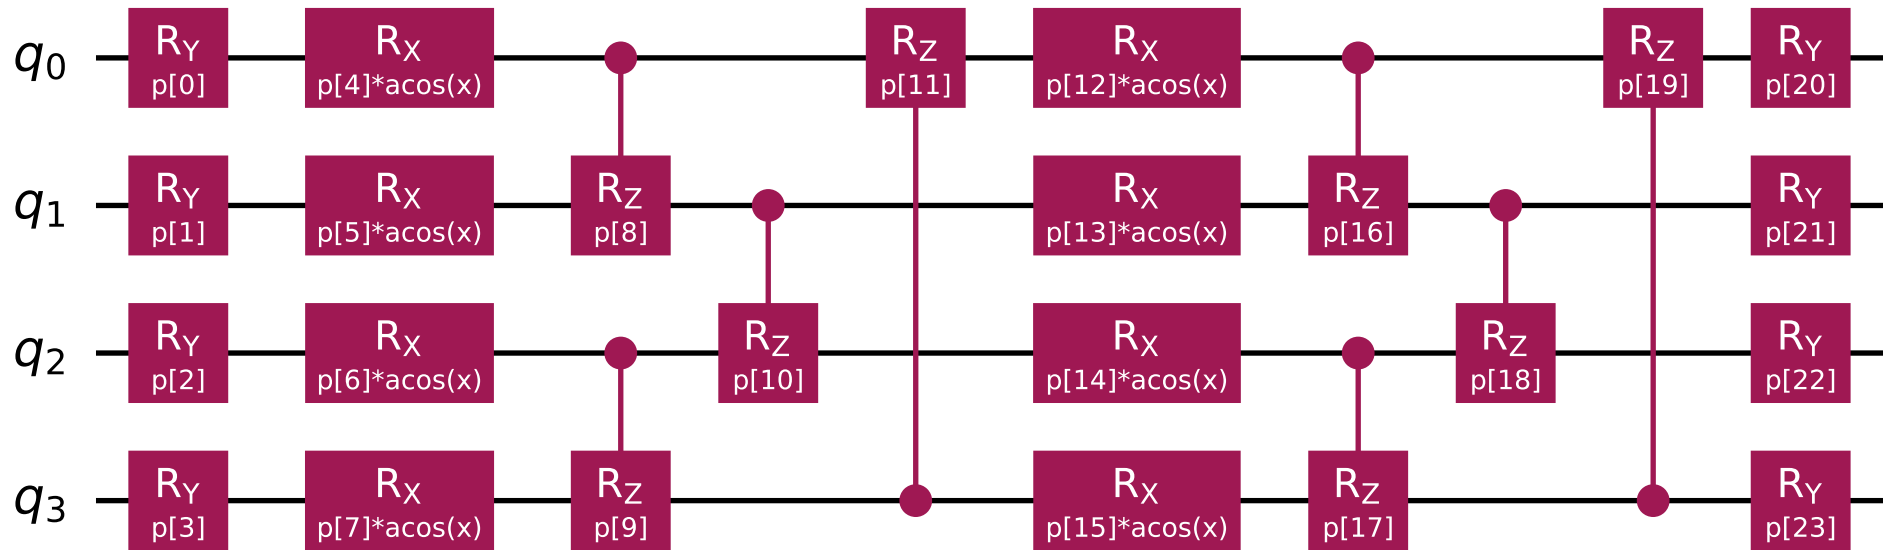 q0 RY RX RZ RX RZ RY
p[0] p[4]*acos(x) p[11] p[12]*acos(x) p[19] p[20]
q1 RY RX RZ RX RZ RY
p[1] p[5]*acos(x) p[8] p[13]*acos(x) p[16] p[21]
q2 RY RX RZ RX RZ RY
p[2] p[6]*acos(x) p[10] p[14]*acos(x) p[18] p[22]
q3 RY RX RZ RX RZ RY
p[3] p[7]*acos(x) p[9] p[15]*acos(x) p[17] p[23]